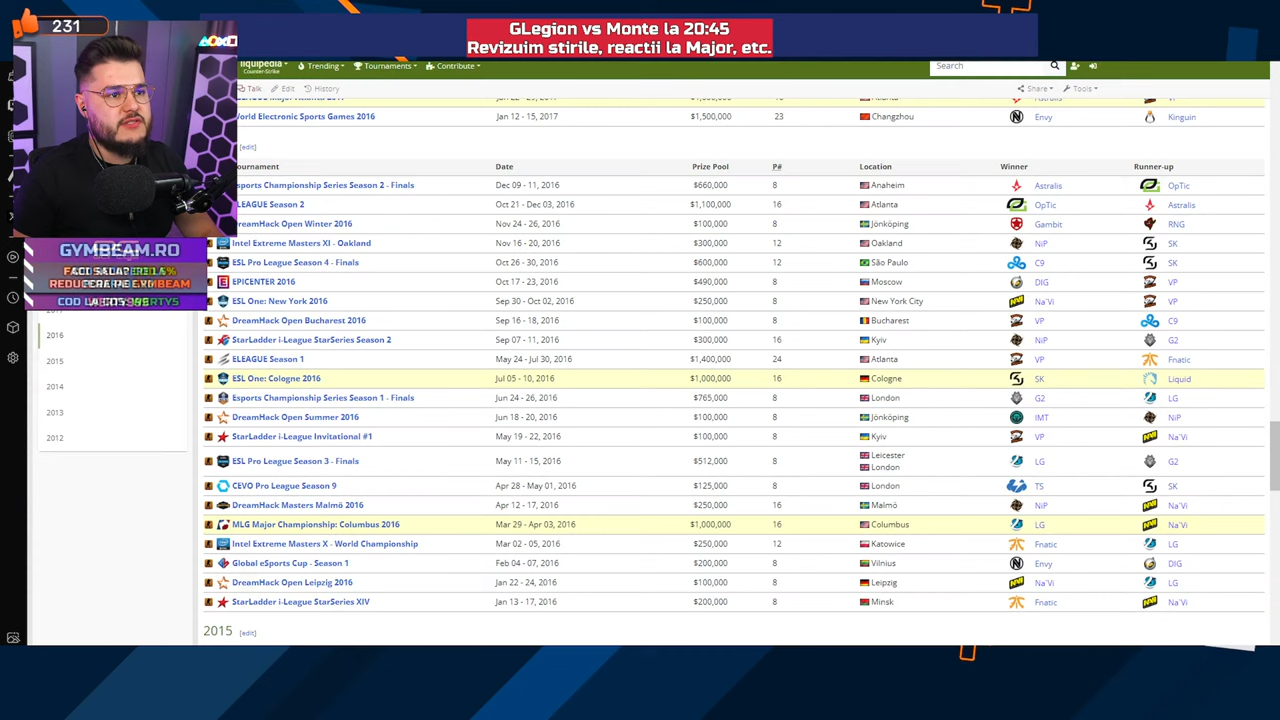 231
GLegion vs Monte la 20:45
Revizuim stirile, reactii la Major, etc.
liquipedia
Counter-Strike
Trending
Tournaments
Contribute
Search
Talk Edit History
Share Tools
World Electronic Sports Games 2016 Jan 12 - 15, 2017 $1,500,000 23 Changzhou Envy Kinguin
[edit]
Tournament Date Prize Pool P# Location Winner Runner-up
Esports Championship Series Season 2 - Finals Dec 09 - 11, 2016 $660,000 8 Anaheim Astralis OpTic
ELEAGUE Season 2 Oct 21 - Dec 03, 2016 $1,100,000 16 Atlanta OpTic Astralis
DreamHack Open Winter 2016 Nov 24 - 26, 2016 $100,000 8 Jönköping Gambit RNG
Intel Extreme Masters XI - Oakland Nov 16 - 20, 2016 $300,000 12 Oakland NiP SK
ESL Pro League Season 4 - Finals Oct 26 - 30, 2016 $600,000 12 São Paulo C9 SK
EPICENTER 2016 Oct 17 - 23, 2016 $490,000 8 Moscow DIG VP
ESL One: New York 2016 Sep 30 - Oct 02, 2016 $250,000 8 New York City Na`Vi VP
DreamHack Open Bucharest 2016 Sep 16 - 18, 2016 $100,000 8 Bucharest VP C9
StarLadder i-League StarSeries Season 2 Sep 07 - 11, 2016 $300,000 16 Kyiv NiP G2
ELEAGUE Season 1 May 24 - Jul 30, 2016 $1,400,000 24 Atlanta VP Fnatic
ESL One: Cologne 2016 Jul 05 - 10, 2016 $1,000,000 16 Cologne SK Liquid
Esports Championship Series Season 1 - Finals Jun 24 - 26, 2016 $765,000 8 London G2 LG
DreamHack Open Summer 2016 Jun 18 - 20, 2016 $100,000 8 Jönköping IMT NiP
StarLadder i-League Invitational #1 May 19 - 22, 2016 $100,000 8 Kyiv VP Na`Vi
ESL Pro League Season 3 - Finals May 11 - 15, 2016 $512,000 8 Leicester London LG G2
CEVO Pro League Season 9 Apr 28 - May 01, 2016 $125,000 8 London TS SK
DreamHack Masters Malmö 2016 Apr 12 - 17, 2016 $250,000 16 Malmö NiP Na`Vi
MLG Major Championship: Columbus 2016 Mar 29 - Apr 03, 2016 $1,000,000 16 Columbus LG Na`Vi
Intel Extreme Masters X - World Championship Mar 02 - 05, 2016 $250,000 12 Katowice Fnatic LG
Global eSports Cup - Season 1 Feb 04 - 07, 2016 $200,000 8 Vilnius Envy DIG
DreamHack Open Leipzig 2016 Jan 22 - 24, 2016 $100,000 8 Leipzig Na`Vi LG
StarLadder i-League StarSeries XIV Jan 13 - 17, 2016 $200,000 8 Minsk Fnatic Na`Vi
2015 [edit]
GYMBEAM.RO
2016
2015
2014
2013
2012